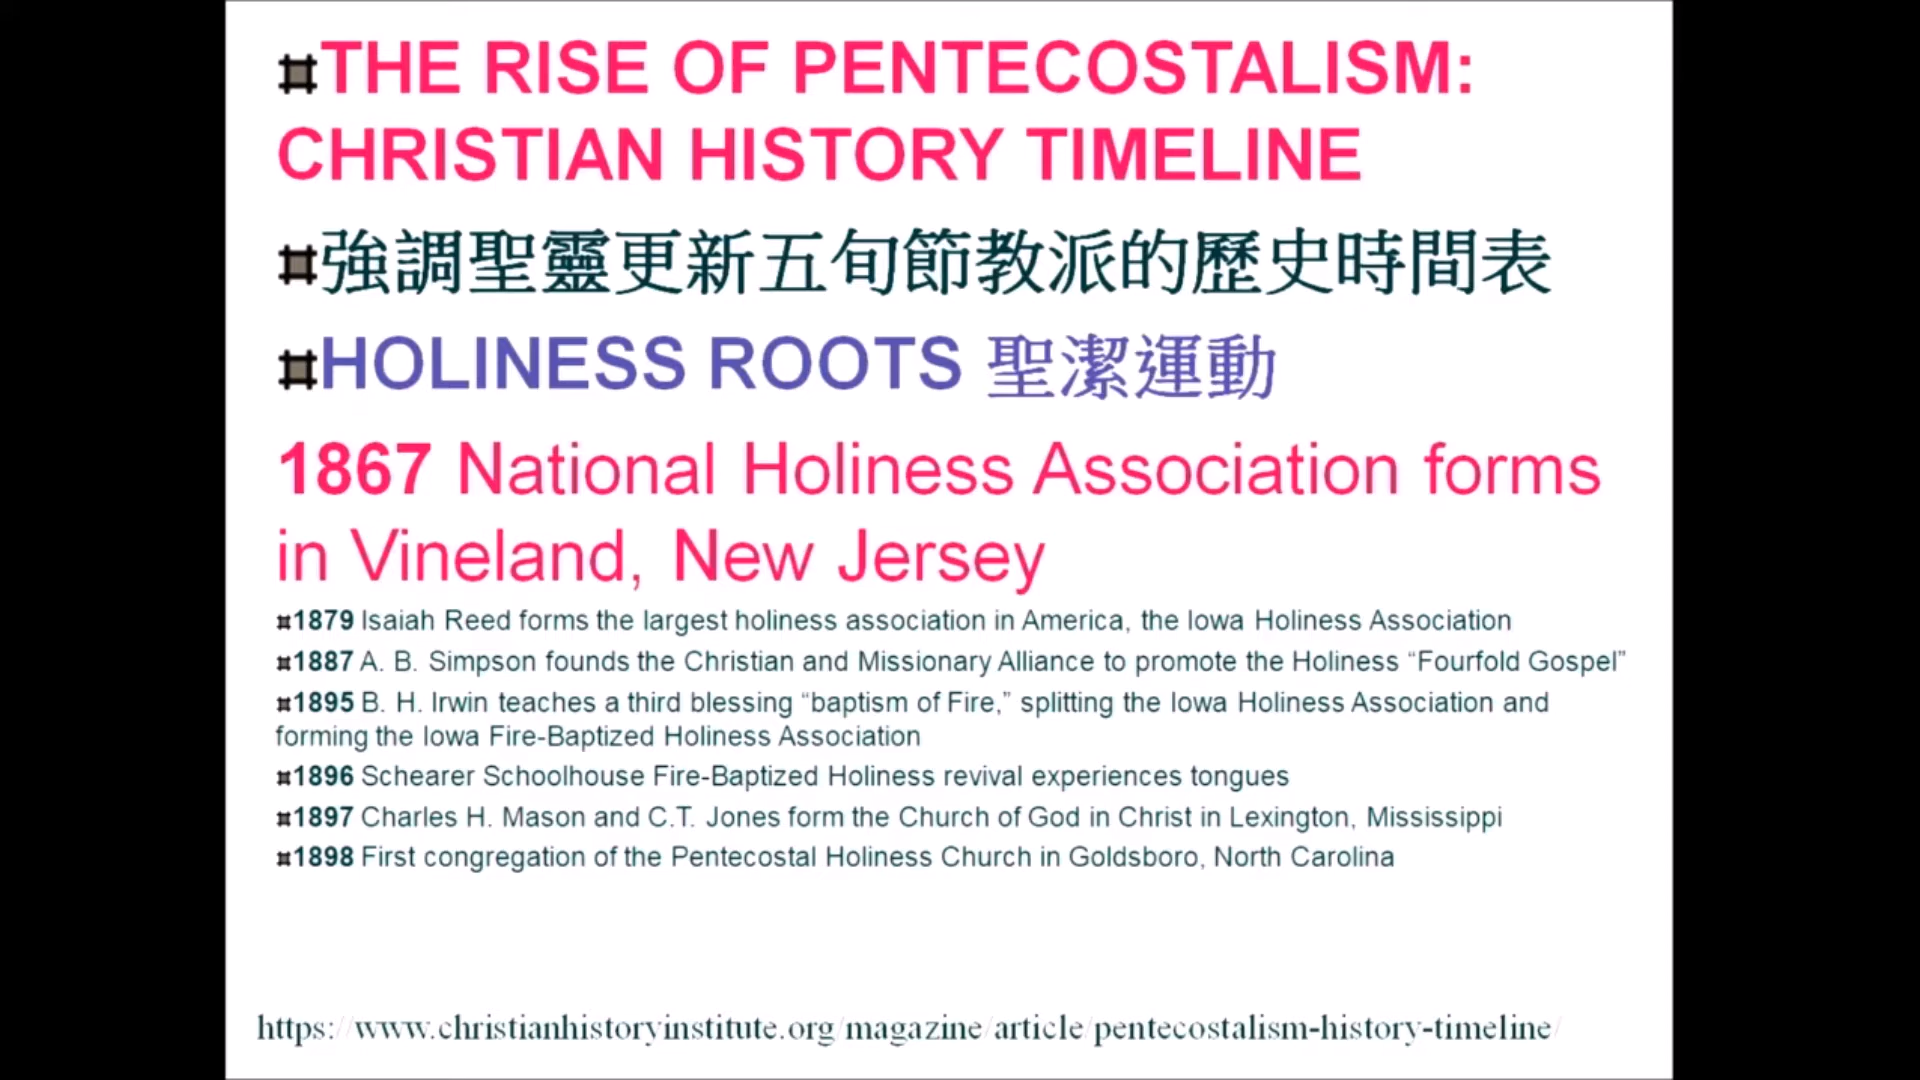 THE RISE OF PENTECOSTALISM:
CHRISTIAN HISTORY TIMELINE
強調聖靈更新五旬節教派的歷史時間表
HOLINESS ROOTS 聖潔運動
1867 National Holiness Association forms
in Vineland, New Jersey
1879 Isaiah Reed forms the largest holiness association in America, the Iowa Holiness Association
1887 A. B. Simpson founds the Christian and Missionary Alliance to promote the Holiness “Fourfold Gospel”
1895 B. H. Irwin teaches a third blessing “baptism of Fire,” splitting the Iowa Holiness Association and
forming the Iowa Fire-Baptized Holiness Association
1896 Schearer Schoolhouse Fire-Baptized Holiness revival experiences tongues
1897 Charles H. Mason and C.T. Jones form the Church of God in Christ in Lexington, Mississippi
1898 First congregation of the Pentecostal Holiness Church in Goldsboro, North Carolina
https://www.christianhistoryinstitute.org/magazine/article/pentecostalism-history-timeline/